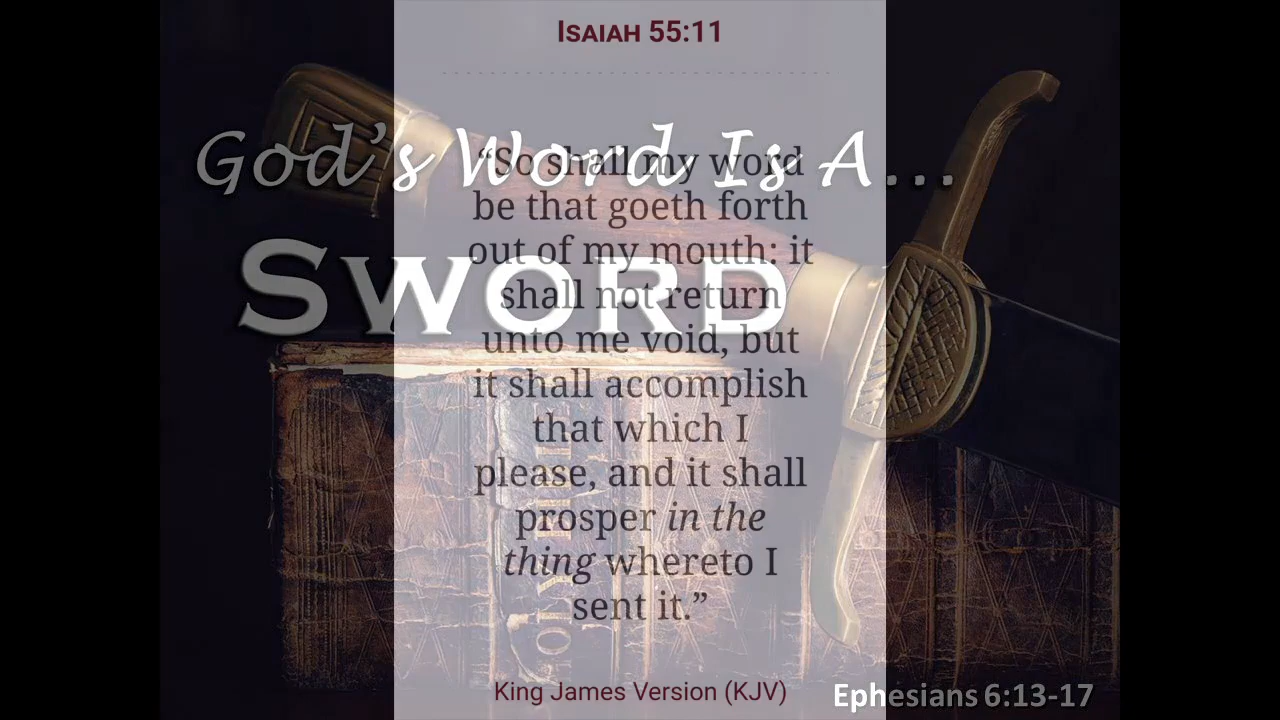 Isaiah 55:11
God's Word Is A...
“So shall my word
be that goeth forth
out of my mouth: it
Sword
shall not return
unto me void, but
it shall accomplish
that which I
please, and it shall
prosper in the
thing whereto I
sent it.”
HOLY BIBLE
King James Version (KJV)
Ephesians 6:13-17